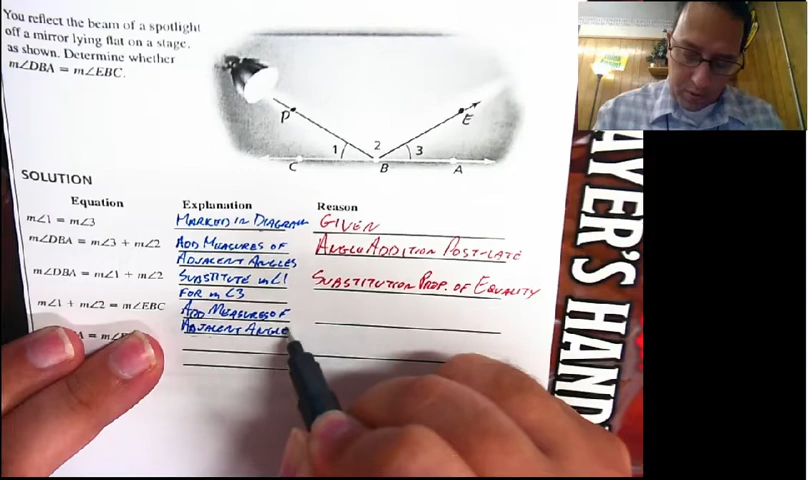 You reflect the beam of a spotlight
off a mirror lying flat on a stage,
as shown. Determine whether
m∠DBA = m∠EBC.
D
E
1
2
3
C
B
A
SOLUTION
Equation
Explanation
Reason
m∠1 = m∠3
MARKED IN DIAGRAM
GIVEN
m∠DBA = m∠3 + m∠2
ADD MEASURES OF
ADJACENT ANGLES
ANGLE ADDITION POSTULATE
m∠DBA = m∠1 + m∠2
SUBSTITUTE m∠1
FOR m∠3
SUBSTITUTION PROP. OF EQUALITY
m∠1 + m∠2 = m∠EBC
ADD MEASURES OF
ADJACENT ANGLE
AYER'S HAND